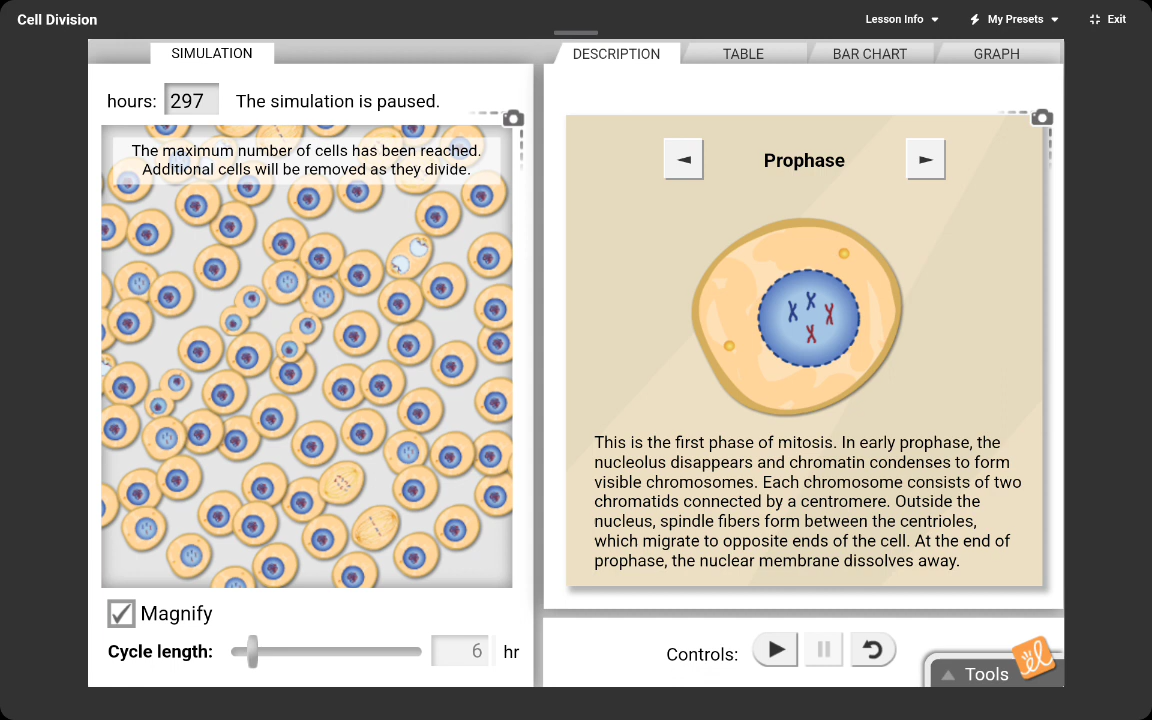 Cell Division
Lesson Info
My Presets
Exit
SIMULATION
DESCRIPTION
TABLE
BAR CHART
GRAPH
hours: 297 The simulation is paused.
The maximum number of cells has been reached.
Additional cells will be removed as they divide.
Magnify
Cycle length: 6 hr
Prophase
This is the first phase of mitosis. In early prophase, the
nucleolus disappears and chromatin condenses to form
visible chromosomes. Each chromosome consists of two
chromatids connected by a centromere. Outside the
nucleus, spindle fibers form between the centrioles,
which migrate to opposite ends of the cell. At the end of
prophase, the nuclear membrane dissolves away.
Controls:
Tools
el